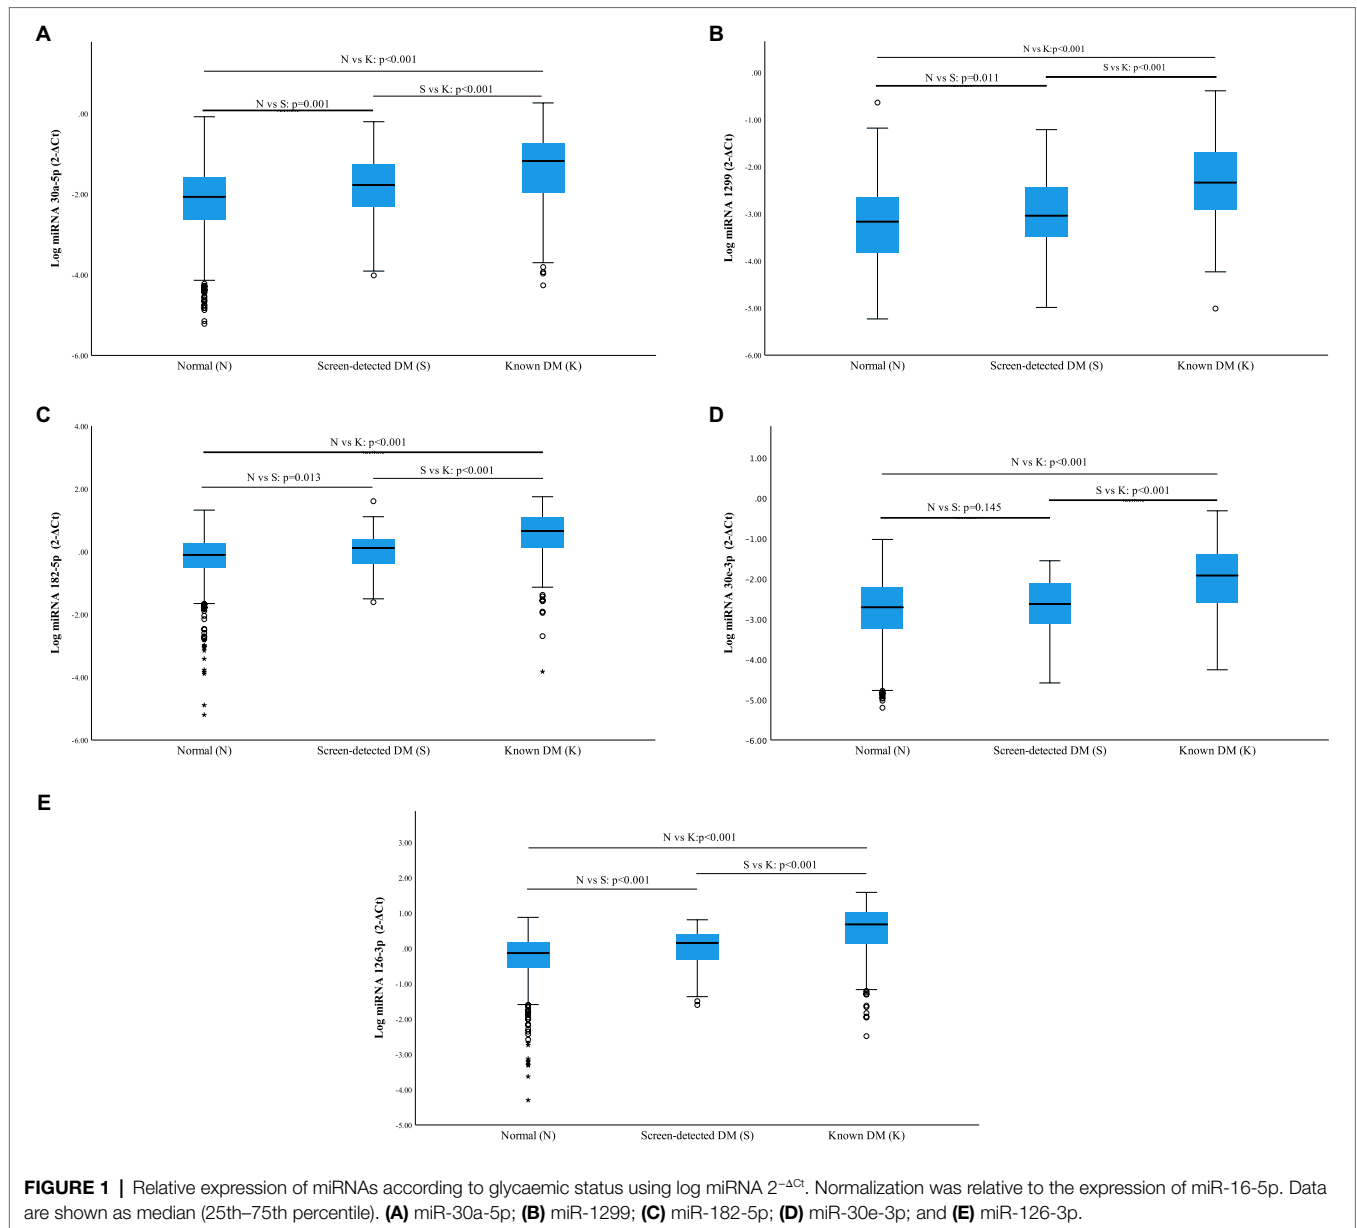 A
N vs K: p<0.001
S vs K: p<0.001
N vs S: p=0.001
Log miRNA 30a-5p (2-ΔCt)
.00
-2.00
-4.00
-6.00
Normal (N) Screen-detected DM (S) Known DM (K)
B
N vs K:p<0.001
S vs K: p<0.001
N vs S: p=0.011
Log miRNA 1299 (2-ΔCt)
.00
-1.00
-2.00
-3.00
-4.00
-5.00
-6.00
Normal (N) Screen-detected DM (S) Known DM (K)
C
N vs K: p<0.001
S vs K: p<0.001
N vs S: p=0.013
Log miRNA 182-5p (2-ΔCt)
4.00
2.00
.00
-2.00
-4.00
-6.00
Normal (N) Screen-detected DM (S) Known DM (K)
D
N vs K: p<0.001
S vs K: p<0.001
N vs S: p=0.145
Log miRNA 30e-3p (2-ΔCt)
1.00
.00
−1.00
−2.00
−3.00
−4.00
−5.00
−6.00
Normal (N) Screen-detected DM (S) Known DM (K)
E
N vs K:p<0.001
S vs K: p<0.001
N vs S: p<0.001
Log miRNA 126-3p (2-ΔCt)
3.00
2.00
1.00
.00
-1.00
-2.00
-3.00
-4.00
-5.00
Normal (N) Screen-detected DM (S) Known DM (K)
FIGURE 1 | Relative expression of miRNAs according to glycaemic status using log miRNA 2−ΔCt. Normalization was relative to the expression of miR-16-5p. Data
are shown as median (25th–75th percentile). (A) miR-30a-5p; (B) miR-1299; (C) miR-182-5p; (D) miR-30e-3p; and (E) miR-126-3p.